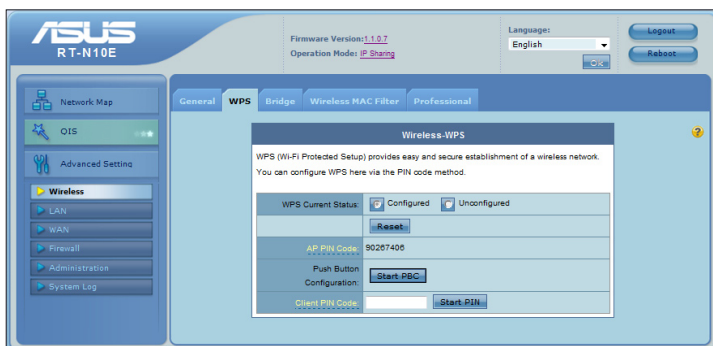 ASUS
RT-N10E
Firmware Version:1.1.0.7
Operation Mode: IP Sharing
Language:
English
OK
Logout
Reboot
Network Map
QIS
Advanced Setting
Wireless
LAN
WAN
Firewall
Administration
System Log
General WPS Bridge Wireless MAC Filter Professional
Wireless-WPS
WPS (Wi-Fi Protected Setup) provides easy and secure establishment of a wireless network.
You can configure WPS here via the PIN code method.
WPS Current Status: Configured Unconfigured
Reset
AP PIN Code: 90267406
Push Button
Configuration: Start PBC
Client PIN Code: Start PIN